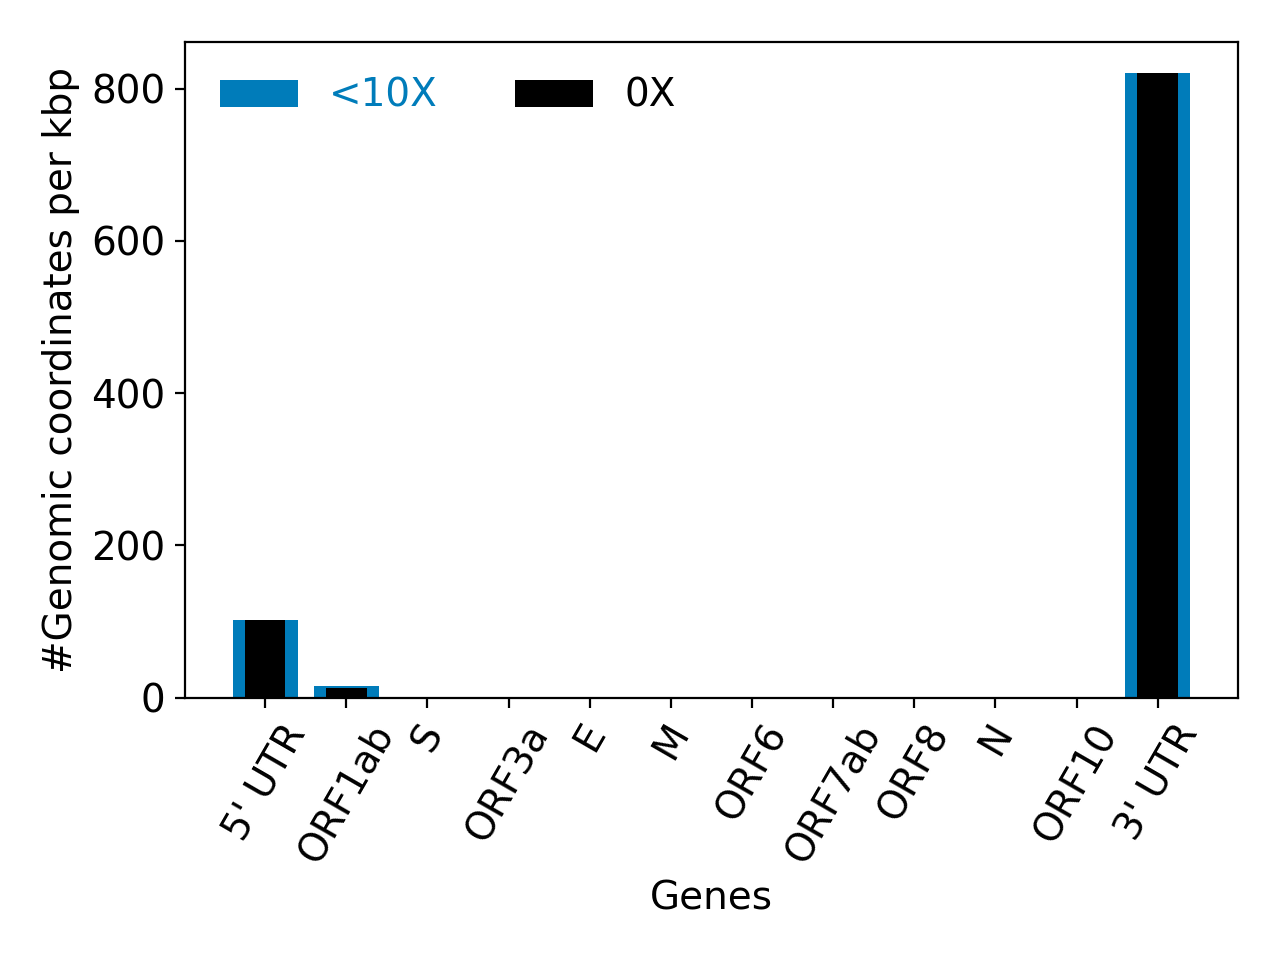 #Genomic coordinates per kbp
800
600
400
200
0
<10X
0X
5' UTR
ORF1ab
S
ORF3a
E
M
ORF6
ORF7ab
ORF8
N
ORF10
3' UTR
Genes